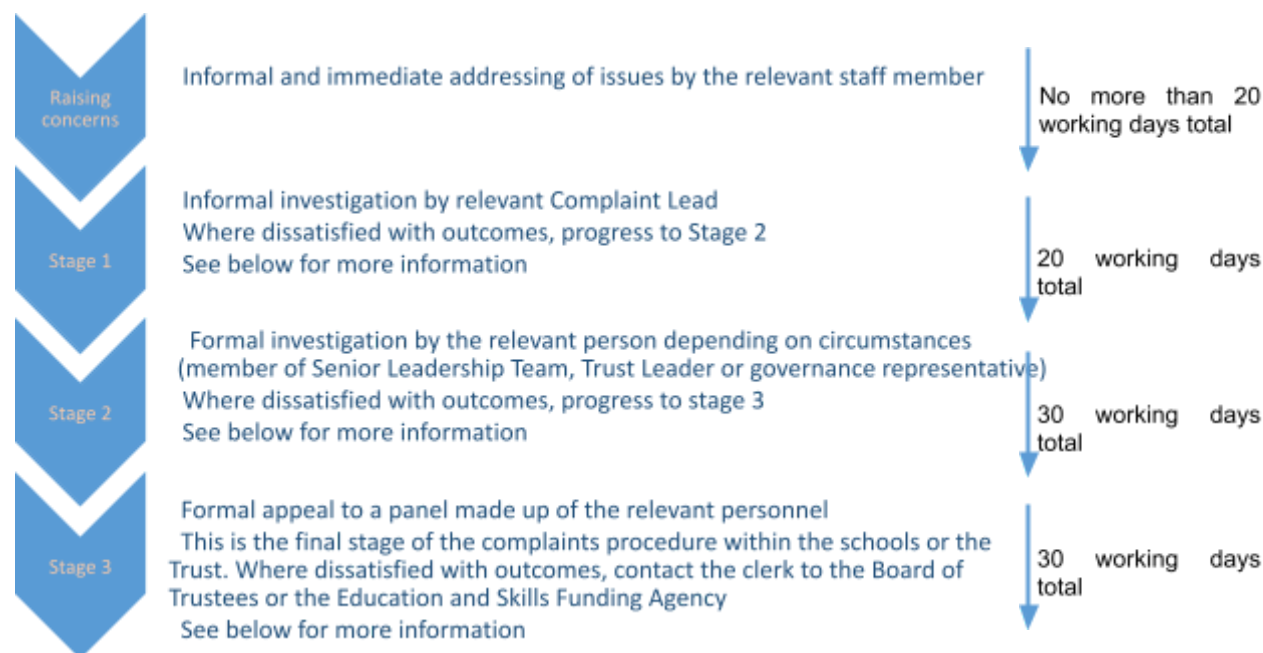 Raising
concerns
Informal and immediate addressing of issues by the relevant staff member
No more than 20
working days total
Stage 1
Informal investigation by relevant Complaint Lead
Where dissatisfied with outcomes, progress to Stage 2
See below for more information
20 working days
total
Stage 2
Formal investigation by the relevant person depending on circumstances
(member of Senior Leadership Team, Trust Leader or governance representative)
Where dissatisfied with outcomes, progress to stage 3
See below for more information
30 working days
total
Stage 3
Formal appeal to a panel made up of the relevant personnel
This is the final stage of the complaints procedure within the schools or the
Trust. Where dissatisfied with outcomes, contact the clerk to the Board of
Trustees or the Education and Skills Funding Agency
See below for more information
30 working days
total